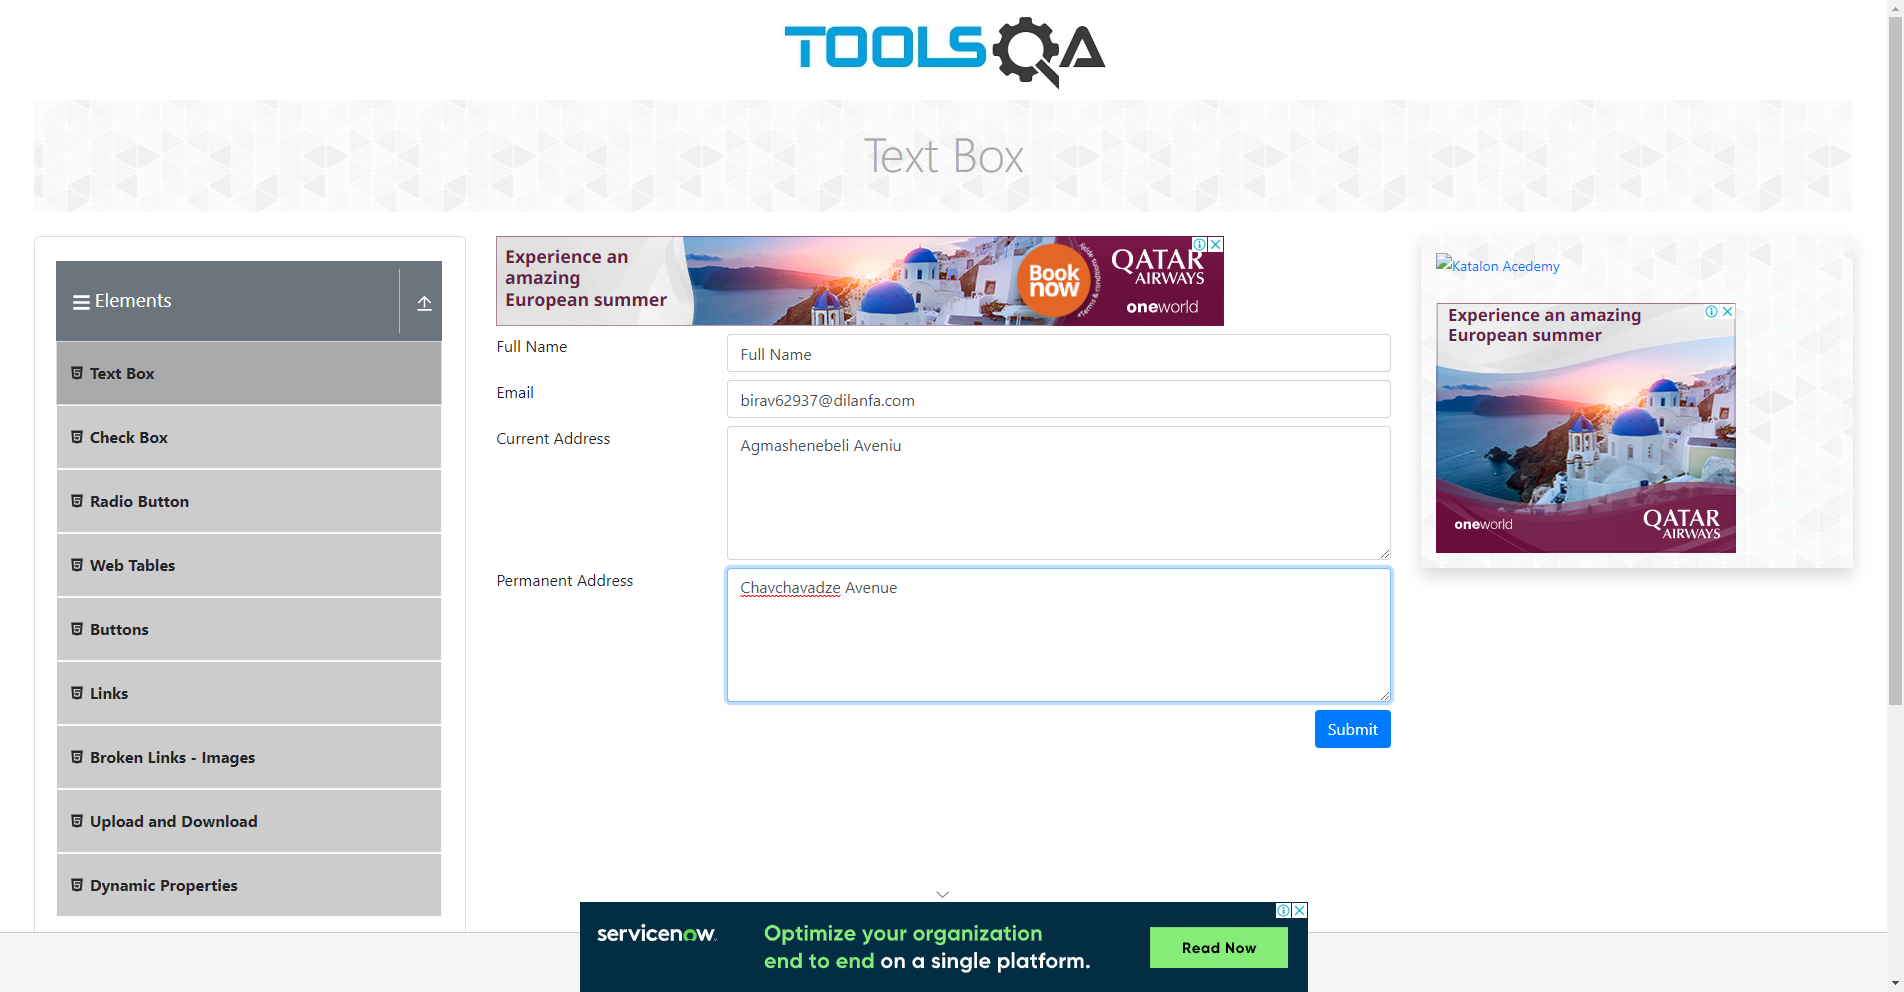 TOOLSQA
Text Box
Elements
Text Box
Check Box
Radio Button
Web Tables
Buttons
Links
Broken Links - Images
Upload and Download
Dynamic Properties
Experience an
amazing
European summer
Book
now
*Terms & conditions apply
QATAR
AIRWAYS
oneworld
Full Name
Full Name
Email
birav62937@dilanfa.com
Current Address
Agmashenebeli Aveniu
Permanent Address
Chavchavadze Avenue
Submit
Katalon Acedemy
Experience an amazing
European summer
oneworld
QATAR
AIRWAYS
servicenow
Optimize your organization
end to end on a single platform.
Read Now